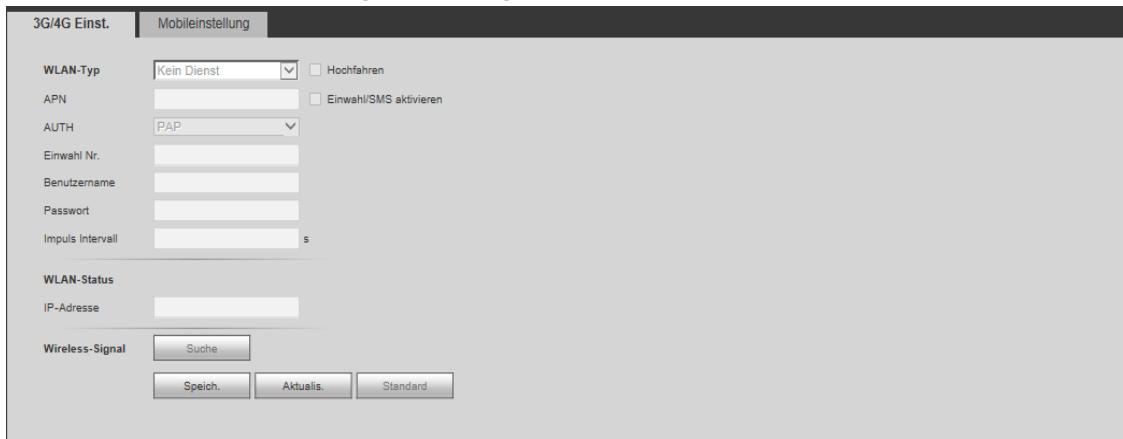 3G/4G Einst. Mobileinstellung
WLAN-Typ Kein Dienst Hochfahren
APN Einwahl/SMS aktivieren
AUTH PAP
Einwahl Nr.
Benutzername
Passwort
Impuls Intervall s
WLAN-Status
IP-Adresse
Wireless-Signal Suche
Speich. Aktualis. Standard